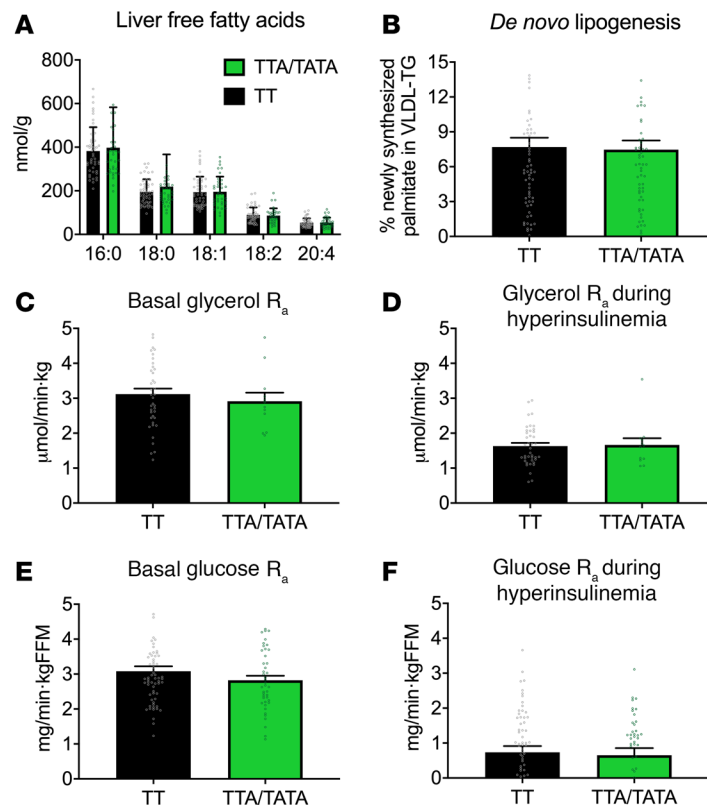 A
Liver free fatty acids
nmol/g
800
600
400
200
0
TTA/TATA
TT
16:0 18:0 18:1 18:2 20:4
B
De novo lipogenesis
% newly synthesized
palmitate in VLDL-TG
15
12
9
6
3
0
TT TTA/TATA
C
Basal glycerol Ra
μmol/min·kg
5
4
3
2
1
0
TT TTA/TATA
D
Glycerol Ra during
hyperinsulinemia
μmol/min·kg
5
4
3
2
1
0
TT TTA/TATA
E
Basal glucose Ra
mg/min·kgFFM
5
4
3
2
1
0
TT TTA/TATA
F
Glucose Ra during
hyperinsulinemia
mg/min·kgFFM
5
4
3
2
1
0
TT TTA/TATA